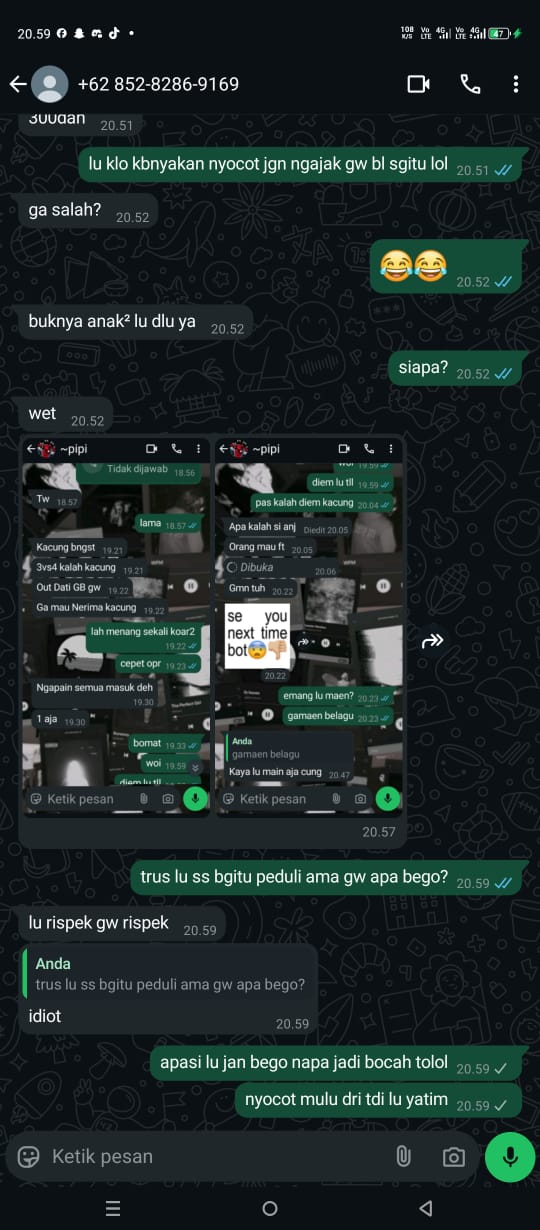 20.59
108 K/S
Vo LTE
4G
Vo LTE
4G
47
+62 852-8286-9169
300dah 20.51
lu klo kbnyakan nyocot jgn ngajak gw bl sgitu lol 20.51
ga salah? 20.52
😂😂 20.52
buknya anak² lu dlu ya 20.52
siapa? 20.52
wet 20.52
~pipi
Tidak dijawab 18.56
Tw 18.57
lama 18.57
Kacung bngst 19.21
3vs4 kalah kacung 19.21
Out Dati GB gw 19.22
Ga mau Nerima kacung 19.22
lah menang sekali koar2
19.22
cepet opr 19.23
Ngapain semua masuk deh
19.30
1 aja 19.30
bomat 19.33
woi 19.59
diem lu tll
Ketik pesan
~pipi
woi 19.59
diem lu tll 19.59
pas kalah diem kacung 20.04
Apa kalah si anj Diedit 20.05
Orang mau ft 20.05
Dibuka 20.06
Gmn tuh 20.22
se you
next time
bot😨👎
20.22
emang lu maen? 20.23
gamaen belagu 20.23
Anda
gamaen belagu
Kaya lu main aja cung 20.47
Ketik pesan
20.57
trus lu ss bgitu peduli ama gw apa bego? 20.59
lu rispek gw rispek 20.59
Anda
trus lu ss bgitu peduli ama gw apa bego?
idiot 20.59
apasi lu jan bego napa jadi bocah tolol 20.59
nyocot mulu dri tdi lu yatim 20.59
Ketik pesan